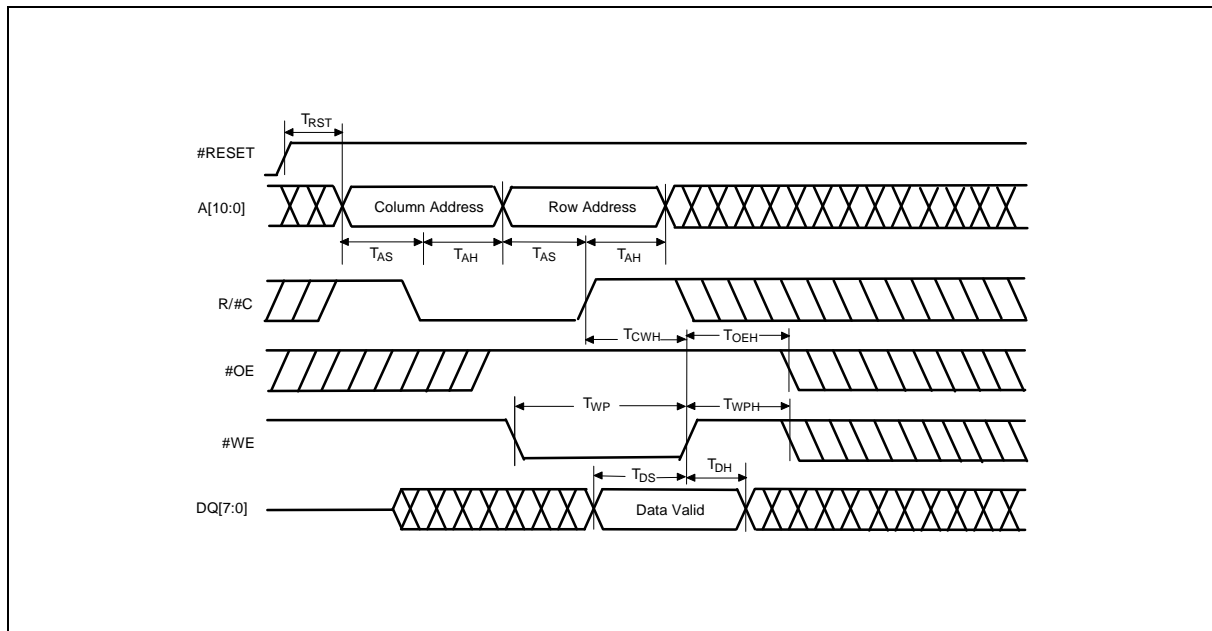 TRST
#RESET
A[10:0] Column Address Row Address
TAS TAH TAS TAH
R/#C
TCWH TOEH
#OE
TWP TWPH
#WE
TDS TDH
DQ[7:0] Data Valid